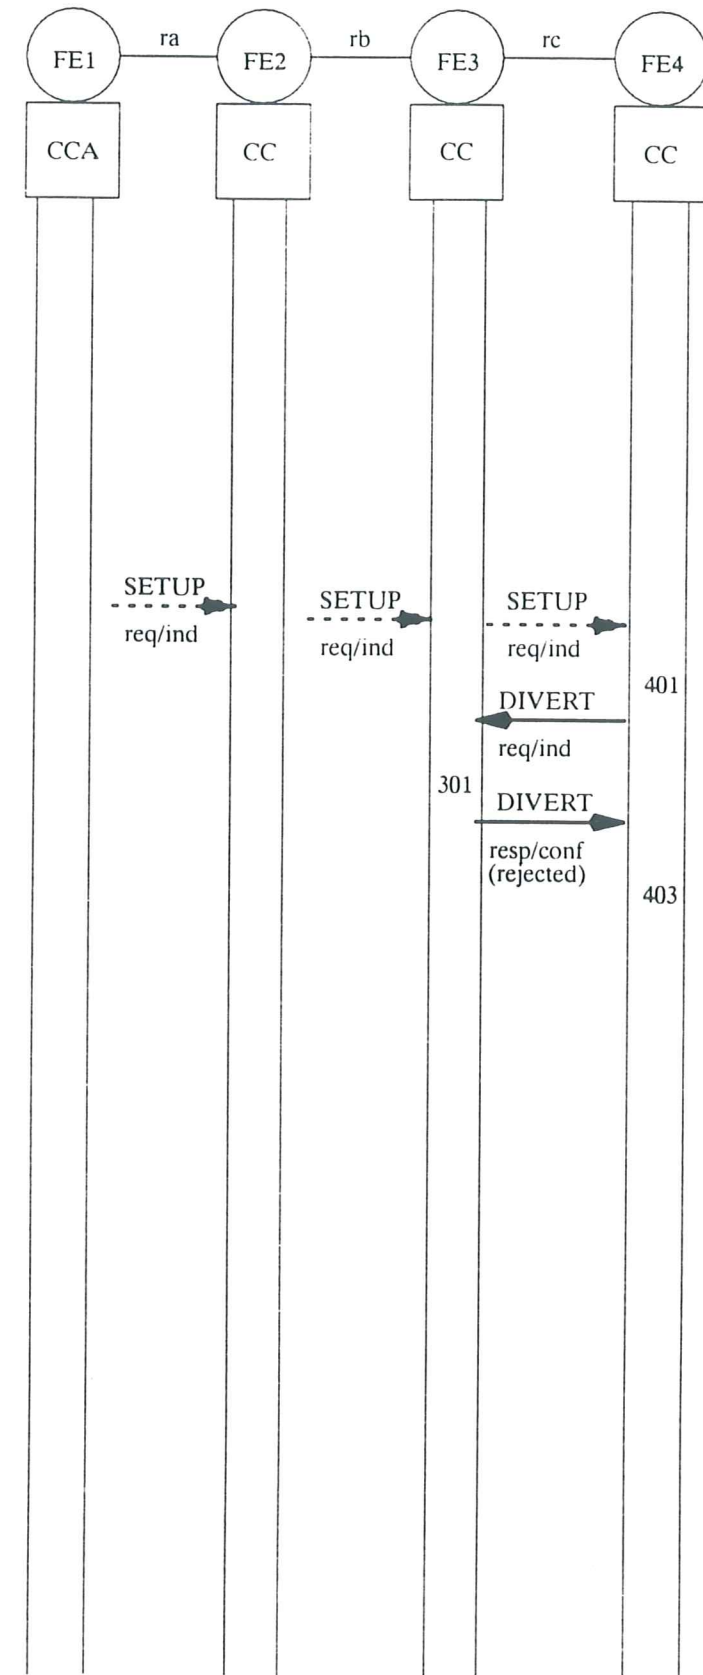 ra rb rc
FE1 FE2 FE3 FE4
CCA CC CC CC
SETUP SETUP SETUP
req/ind req/ind req/ind
401
DIVERT
req/ind
301
DIVERT
resp/conf
(rejected)
403